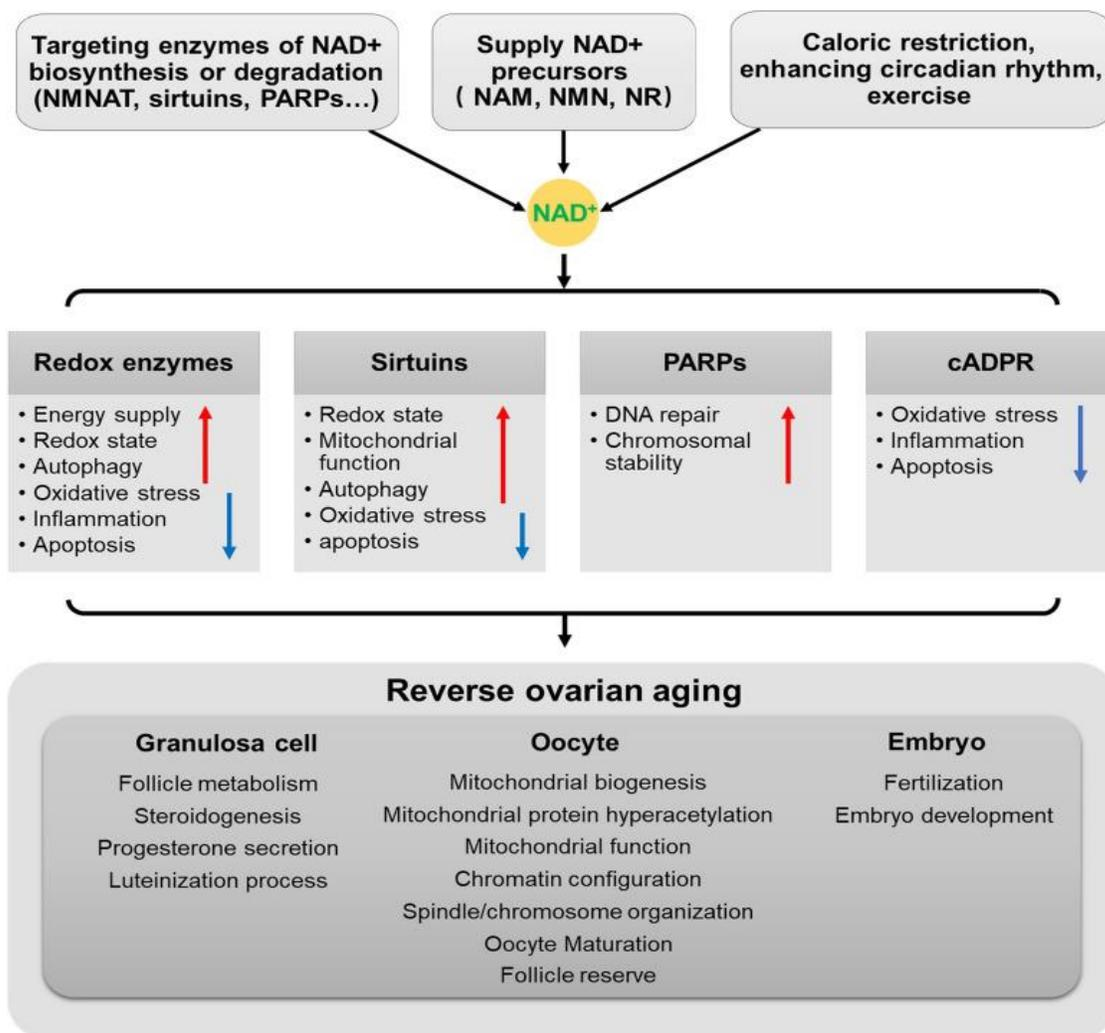 Targeting enzymes of NAD+
biosynthesis or degradation
(NMNAT, sirtuins, PARPs...)
Supply NAD+
precursors
( NAM, NMN, NR)
Caloric restriction,
enhancing circadian rhythm,
exercise
NAD⁺
Redox enzymes
• Energy supply
• Redox state
• Autophagy
• Oxidative stress
• Inflammation
• Apoptosis
Sirtuins
• Redox state
• Mitochondrial
function
• Autophagy
• Oxidative stress
• apoptosis
PARPs
• DNA repair
• Chromosomal
stability
cADPR
• Oxidative stress
• Inflammation
• Apoptosis
Reverse ovarian aging
Granulosa cell
Follicle metabolism
Steroidogenesis
Progesterone secretion
Luteinization process
Oocyte
Mitochondrial biogenesis
Mitochondrial protein hyperacetylation
Mitochondrial function
Chromatin configuration
Spindle/chromosome organization
Oocyte Maturation
Follicle reserve
Embryo
Fertilization
Embryo development